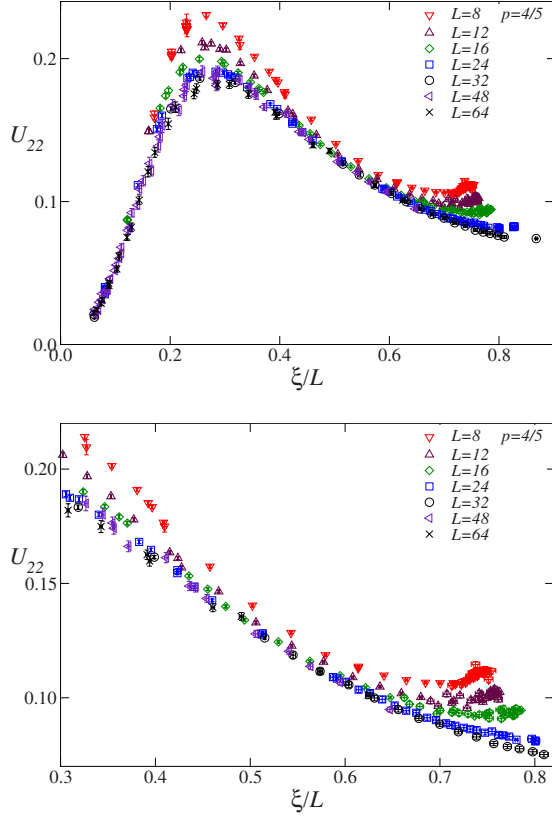 L=8 p=4/5
L=12
L=16
L=24
L=32
L=48
L=64
0.2
U22
0.1
0.0
0.0 0.2 0.4 0.6 0.8
ξ/L
L=8 p=4/5
L=12
L=16
L=24
L=32
L=48
L=64
0.20
U22
0.15
0.10
0.3 0.4 0.5 0.6 0.7 0.8
ξ/L